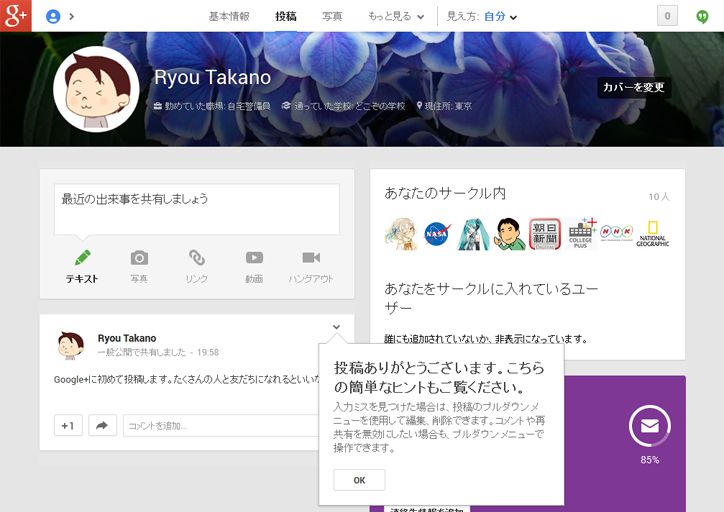 g+
基本情報 投稿 写真 もっと見る 見え方: 自分 0
Ryou Takano
勤めていた職場: 自宅警備員 通っていた学校: どこぞの学校 現住所: 東京
カバーを変更
最近の出来事を共有しましょう
テキスト 写真 リンク 動画 ハングアウト
あなたのサークル内 10 人
NASA 朝日新聞 DIGITAL COLLEGE PLUS NHK NATIONAL GEOGRAPHIC
あなたをサークルに入れているユー
ザー
誰にも追加されていないか、非表示になっています。
Ryou Takano
一般公開で共有しました - 19:58
Google+に初めて投稿します。たくさんの人と友だちになれるといいな
+1 コメントを追加...
投稿ありがとうございます。こちら
の簡単なヒントもご覧ください。
入力ミスを見つけた場合は、投稿のプルダウン メ
ニューを使用して編集、削除できます。コメントや再
共有を無効にしたい場合も、プルダウン メニューで
操作できます。
OK
85%
連絡先情報を追加